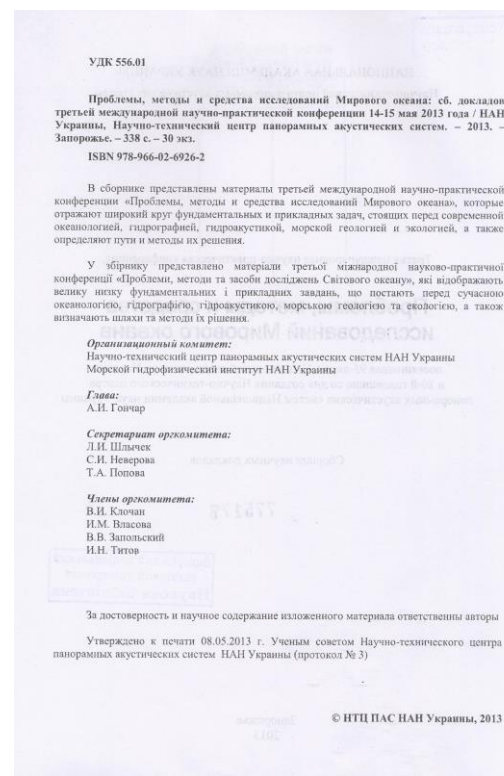 УДК 556.01
Проблемы, методы и средства исследований Мирового океана: сб. докладов
третьей международной научно-практической конференции 14-15 мая 2013 года / НАН
Украины, Научно-технический центр панорамных акустических систем. – 2013. –
Запорожье. – 338 с. – 30 экз.
ISBN 978-966-02-6926-2
В сборнике представлены материалы третьей международной научно-практической
конференции «Проблемы, методы и средства исследований Мирового океана», которые
отражают широкий круг фундаментальных и прикладных задач, стоящих перед современной
океанологией, гидрографией, гидроакустикой, морской геологией и экологией, а также
определяют пути и методы их решения.
У збірнику представлено матеріали третьої міжнародної науково-практичної
конференції «Проблеми, методи та засоби досліджень Світового океану», які відображають
велику низку фундаментальних і прикладних завдань, що постають перед сучасною
океанологією, гідрографією, гідроакустикою, морською геологією та екологією, а також
визначають шляхи та методи їх рішення.
Организационный комитет:
Научно-технический центр панорамных акустических систем НАН Украины
Морской гидрофизический институт НАН Украины
Глава:
А.И. Гончар
Секретариат оргкомитета:
Л.И. Шлычек
С.И. Неверова
Т.А. Попова
Члены оргкомитета:
В.И. Клочан
И.М. Власова
В.В. Запольский
И.Н. Титов
За достоверность и научное содержание изложенного материала ответственны авторы
Утверждено к печати 08.05.2013 г. Ученым советом Научно-технического центра
панорамных акустических систем НАН Украины (протокол № 3)
© НТЦ ПАС НАН Украины, 2013